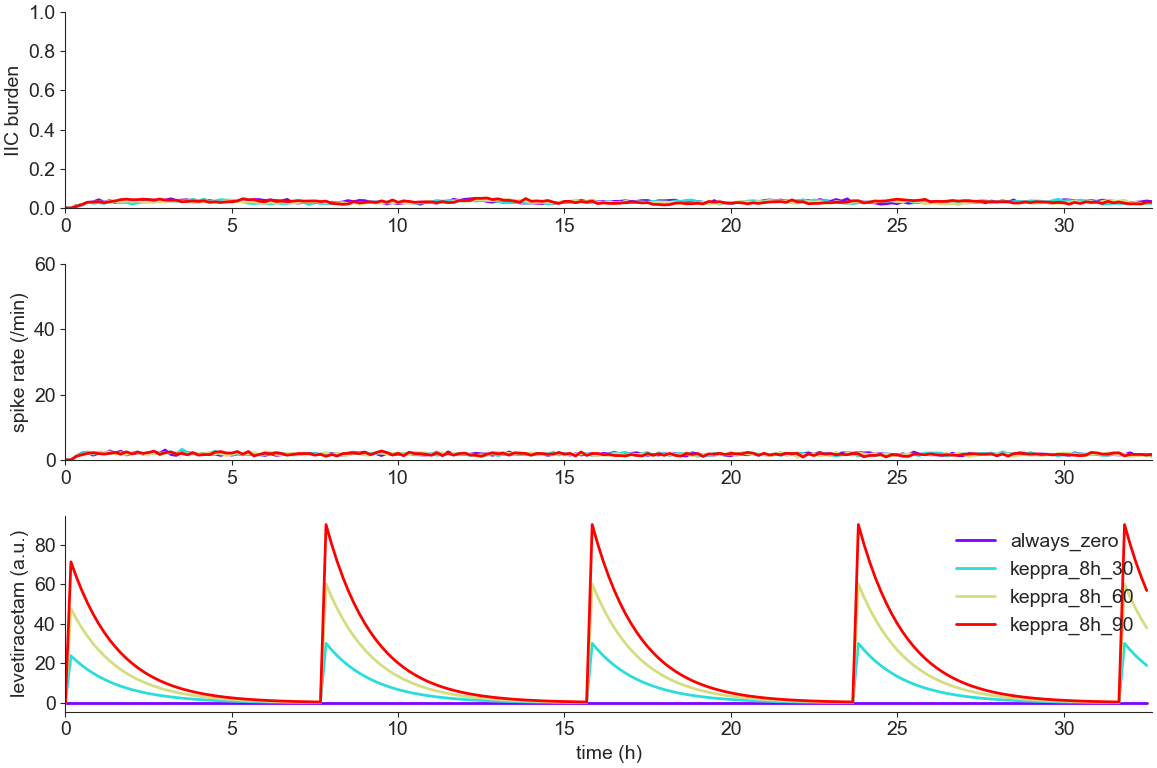 1.0
0.8
0.6
0.4
0.2
0.0
IIC burden
0 5 10 15 20 25 30
60
40
20
0
spike rate (/min)
0 5 10 15 20 25 30
80
60
40
20
0
levetiracetam (a.u.)
always_zero
keppra_8h_30
keppra_8h_60
keppra_8h_90
0 5 10 15 20 25 30
time (h)